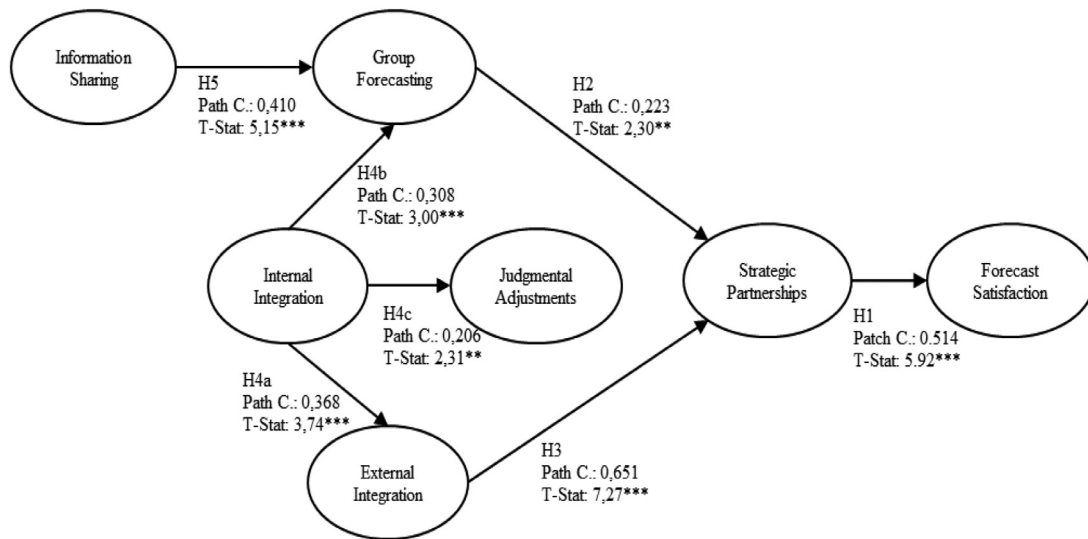 Information
Sharing
Group
Forecasting
H5
Path C.: 0,410
T-Stat: 5,15***
H2
Path C.: 0,223
T-Stat: 2,30**
H4b
Path C.: 0,308
T-Stat: 3,00***
Internal
Integration
Judgmental
Adjustments
Strategic
Partnerships
Forecast
Satisfaction
H4c
Path C.: 0,206
T-Stat: 2,31**
H1
Patch C.: 0.514
T-Stat: 5.92***
H4a
Path C.: 0,368
T-Stat: 3,74***
External
Integration
H3
Path C.: 0,651
T-Stat: 7,27***